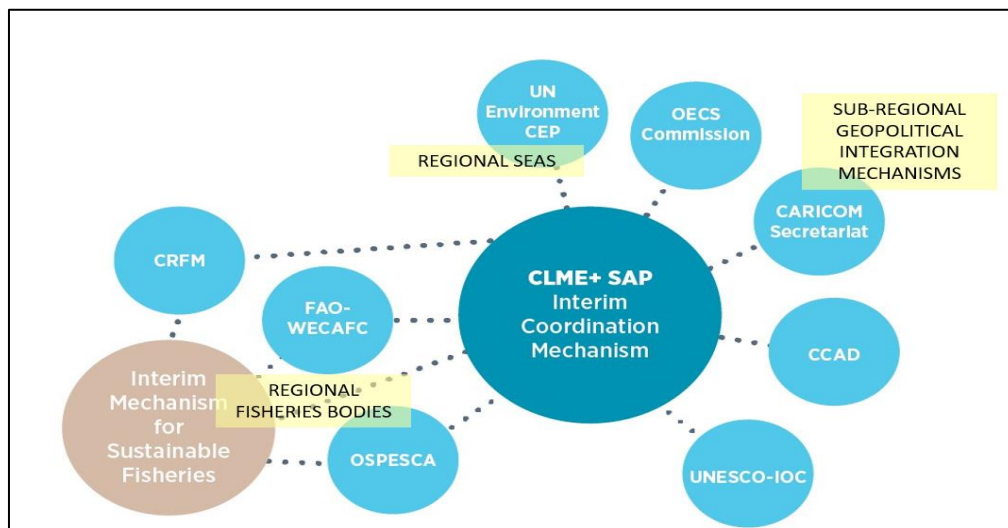 UN
Environment
CEP
OECS
Commission
SUB-REGIONAL
GEOPOLITICAL
INTEGRATION
MECHANISMS
REGIONAL SEAS
CARICOM
Secretariat
CRFM
CLME+ SAP
Interim
Coordination
Mechanism
FAO-
WECAFC
CCAD
Interim
Mechanism
for
Sustainable
Fisheries
REGIONAL
FISHERIES BODIES
OSPESCA
UNESCO-IOC